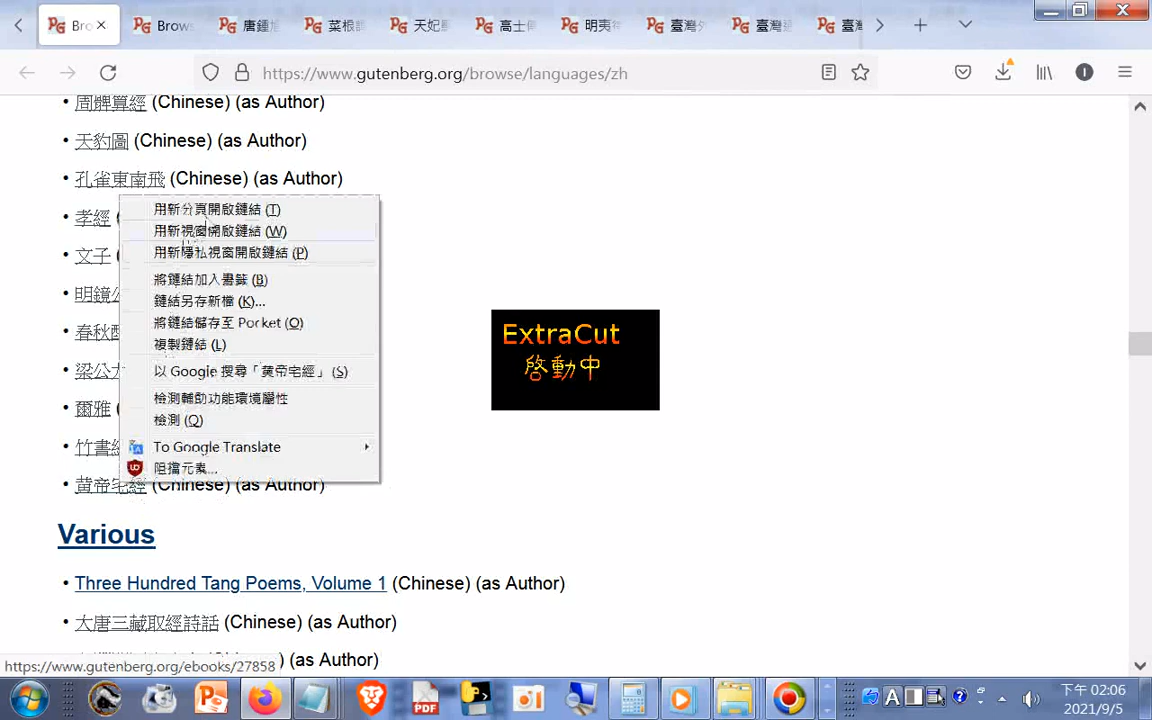 Bro
Brows
唐鍾
菜根
天妃
高士
明夷
臺灣
臺灣
臺灣
https://www.gutenberg.org/browse/languages/zh
周髀算經 (Chinese) (as Author)
天豹圖 (Chinese) (as Author)
孔雀東南飛 (Chinese) (as Author)
孝經 (
文子
明鏡公
春秋
梁公
爾雅 (
竹書
黃帝宅經 (Chinese) (as Author)
用新分頁開啟鏈結 (T)
用新視窗開啟鏈結 (W)
用新隱私視窗開啟鏈結 (P)
將鏈結加入書籤 (B)
鏈結另存新檔 (K)...
將鏈結儲存至 Pocket (O)
複製鏈結 (L)
以 Google 搜尋「黃帝宅經」 (S)
檢測輔助功能環境屬性
檢測 (Q)
To Google Translate
阻擋元素...
ExtraCut
啓動中
Various
Three Hundred Tang Poems, Volume 1 (Chinese) (as Author)
大唐三藏取經詩話 (Chinese) (as Author)
) (as Author)
https://www.gutenberg.org/ebooks/27858
PDF
A
下午 02:06
2021/9/5